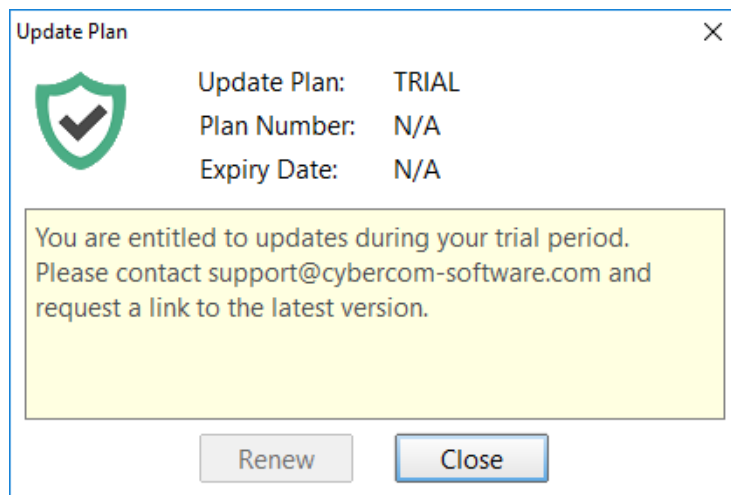 Update Plan
Update Plan: TRIAL
Plan Number: N/A
Expiry Date: N/A
You are entitled to updates during your trial period.
Please contact support@cybercom-software.com and
request a link to the latest version.
Renew Close